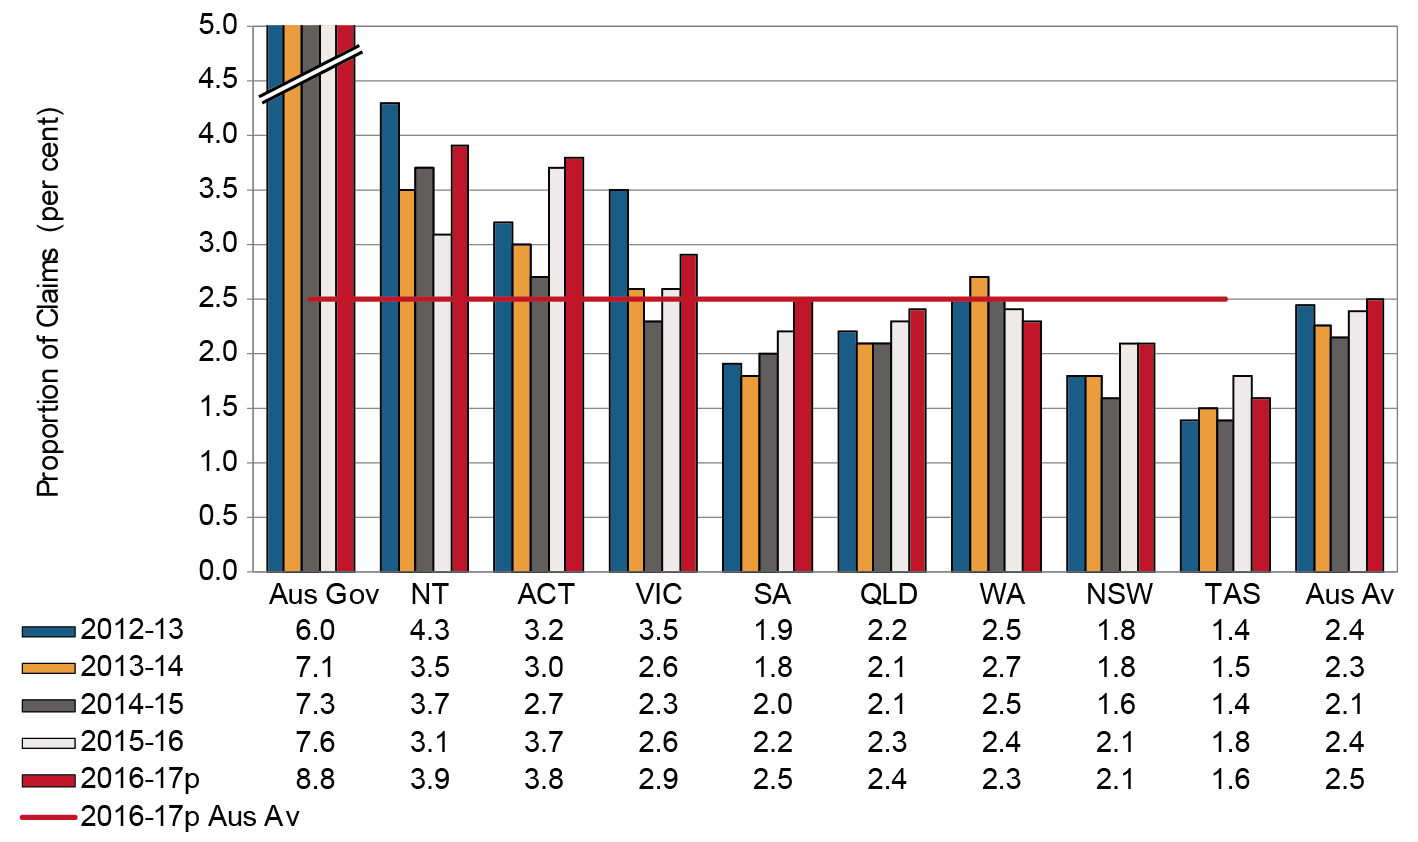 Proportion of Claims (per cent)
5.0
4.5
4.0
3.5
3.0
2.5
2.0
1.5
1.0
0.5
0.0
Aus Gov NT ACT VIC SA QLD WA NSW TAS Aus Av
2012-13 6.0 4.3 3.2 3.5 1.9 2.2 2.5 1.8 1.4 2.4
2013-14 7.1 3.5 3.0 2.6 1.8 2.1 2.7 1.8 1.5 2.3
2014-15 7.3 3.7 2.7 2.3 2.0 2.1 2.5 1.6 1.4 2.1
2015-16 7.6 3.1 3.7 2.6 2.2 2.3 2.4 2.1 1.8 2.4
2016-17p 8.8 3.9 3.8 2.9 2.5 2.4 2.3 2.1 1.6 2.5
2016-17p Aus Av